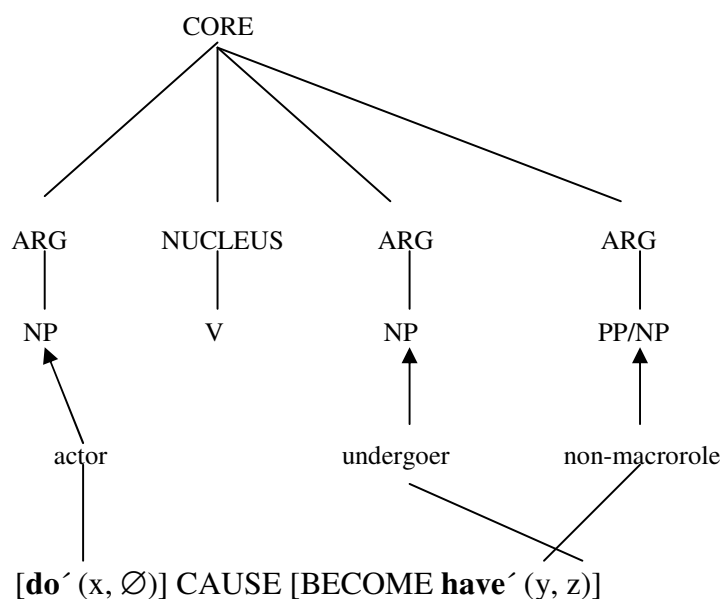 CORE
ARG NUCLEUS ARG ARG
NP V NP PP/NP
actor undergoer non-macrorole
[do´ (x, ∅)] CAUSE [BECOME have´ (y, z)]